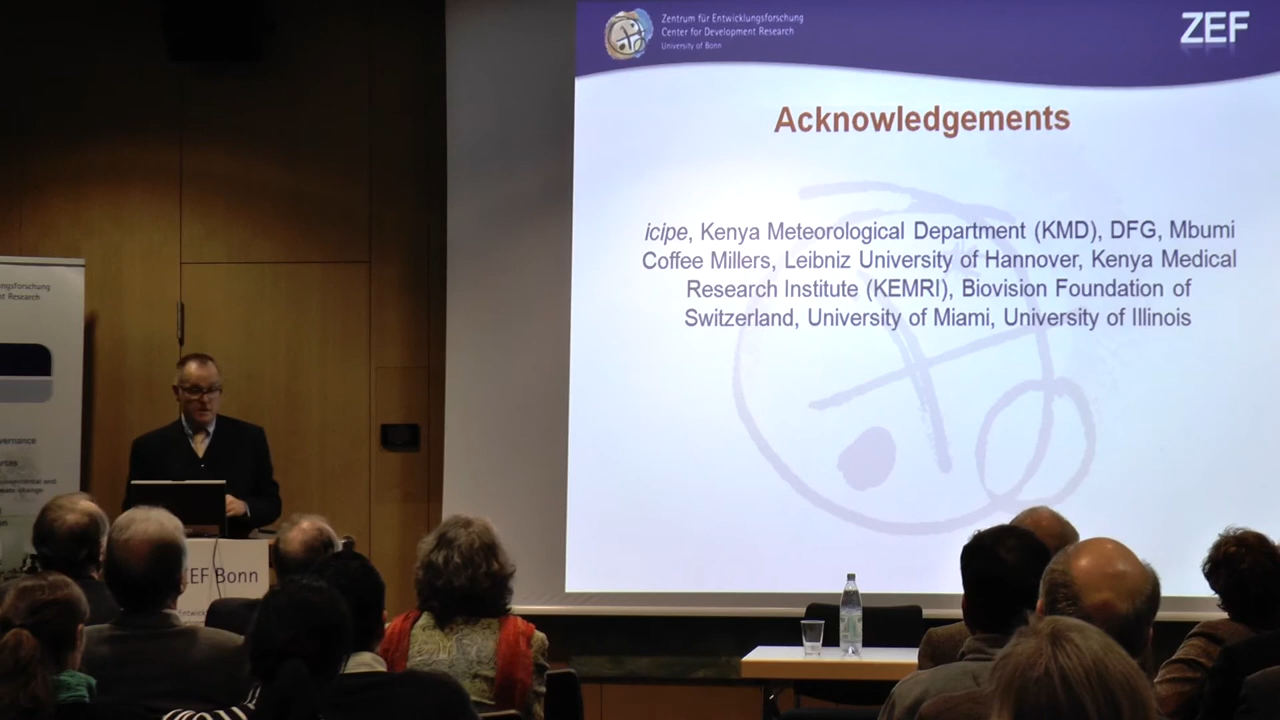 Zentrum für Entwicklungsforschung
Center for Development Research
University of Bonn
ZEF
Acknowledgements
icipe, Kenya Meteorological Department (KMD), DFG, Mbumi
Coffee Millers, Leibniz University of Hannover, Kenya Medical
Research Institute (KEMRI), Biovision Foundation of
Switzerland, University of Miami, University of Illinois
Research
EF Bonn